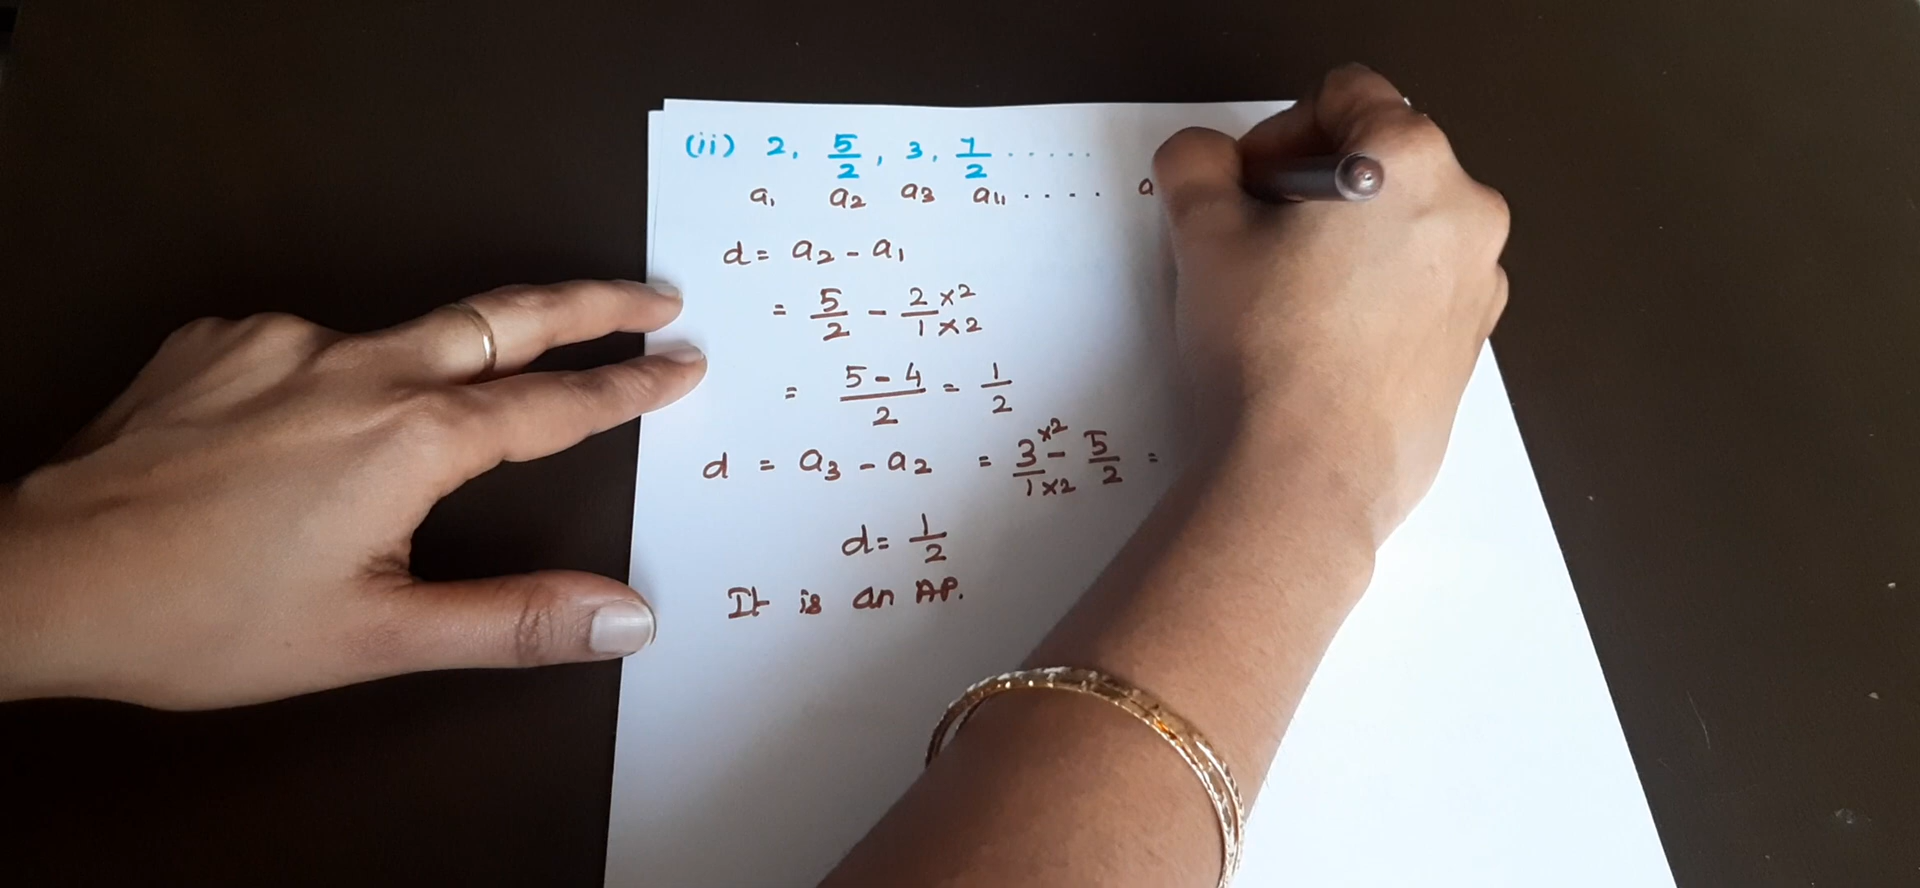 (ii) 2, 5/2, 3, 7/2 .....
a₁ a₂ a₃ a₄ .... a
d = a₂ - a₁
= 5/2 - 2/1 ×2/×2
= (5-4)/2 = 1/2
d = a₃ - a₂ = 3/1 ×2/×2 - 5/2 =
d = 1/2
It is an AP.